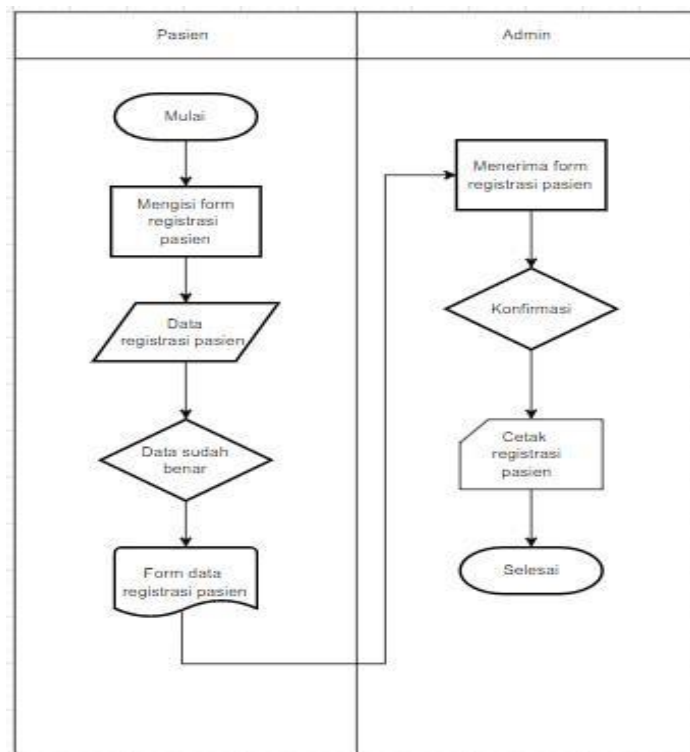 Pasien
Admin
Mulai
Mengisi form
registrasi
pasien
Data
registrasi pasien
Data sudah
benar
Form data
registrasi pasien
Menerima form
registrasi pasien
Konfirmasi
Cetak
registrasi
pasien
Selesai